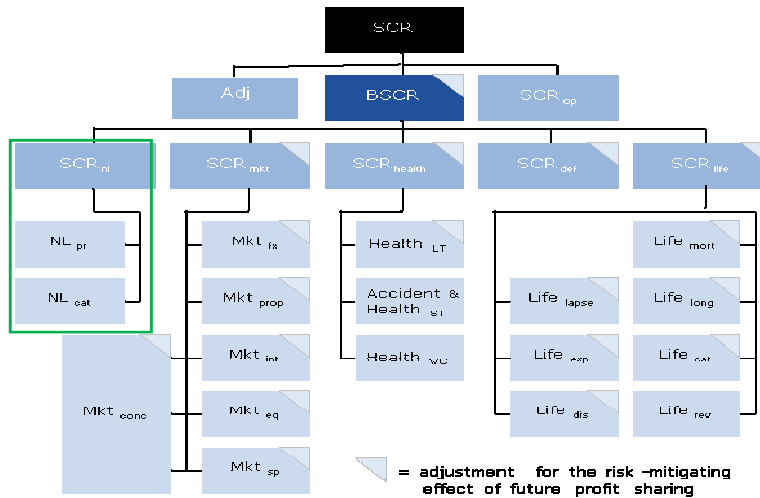 SCR
Adj
BSCR
SCR op
SCR nl
SCR mkt
SCR health
SCR def
SCR life
NL pr
Mkt fx
Health LT
Life mort
NL cat
Mkt prop
Accident &
Health ST
Life lapse
Life long
Mkt conc
Mkt int
Health WC
Life exp
Life cat
Mkt eq
Life dis
Life rev
Mkt sp
= adjustment for the risk –mitigating
effect of future profit sharing